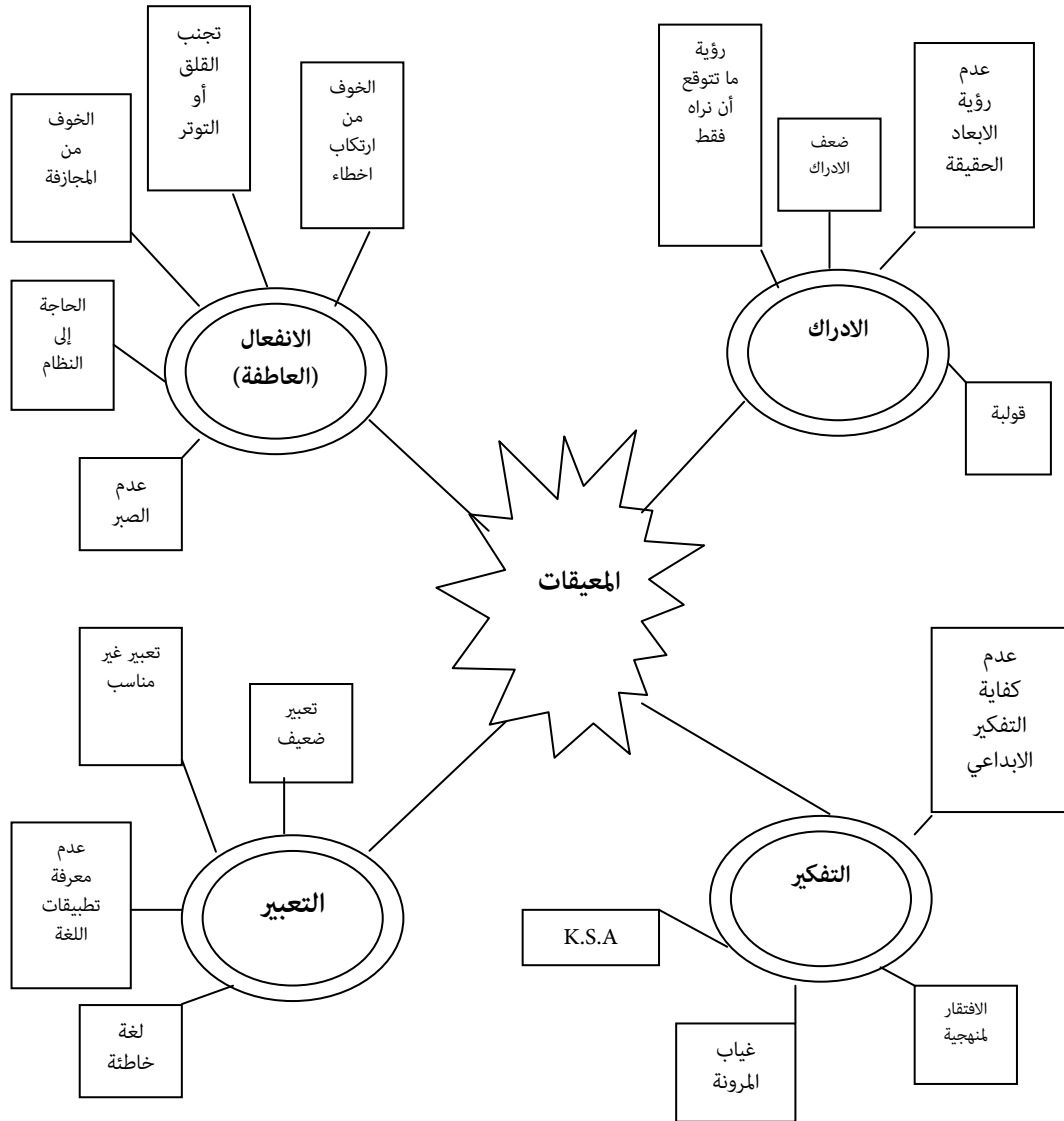 عدم
رؤية
الابعاد
الحقيقة
ضعف
الادراك
رؤية
ما تتوقع
أن نراه
فقط
الادراك
قولبة
الخوف
من
ارتكاب
اخطاء
تجنب
القلق
أو
التوتر
الخوف
من
المجازفة
الانفعال
(العاطفة)
الحاجة
إلى
النظام
عدم
الصبر
المعيقات
عدم
كفاية
التفكير
الابداعي
التفكير
K.S.A
الافتقار
لمنهجية
غياب
المرونة
تعبير
ضعيف
تعبير غير
مناسب
التعبير
عدم
معرفة
تطبيقات
اللغة
لغة
خاطئة